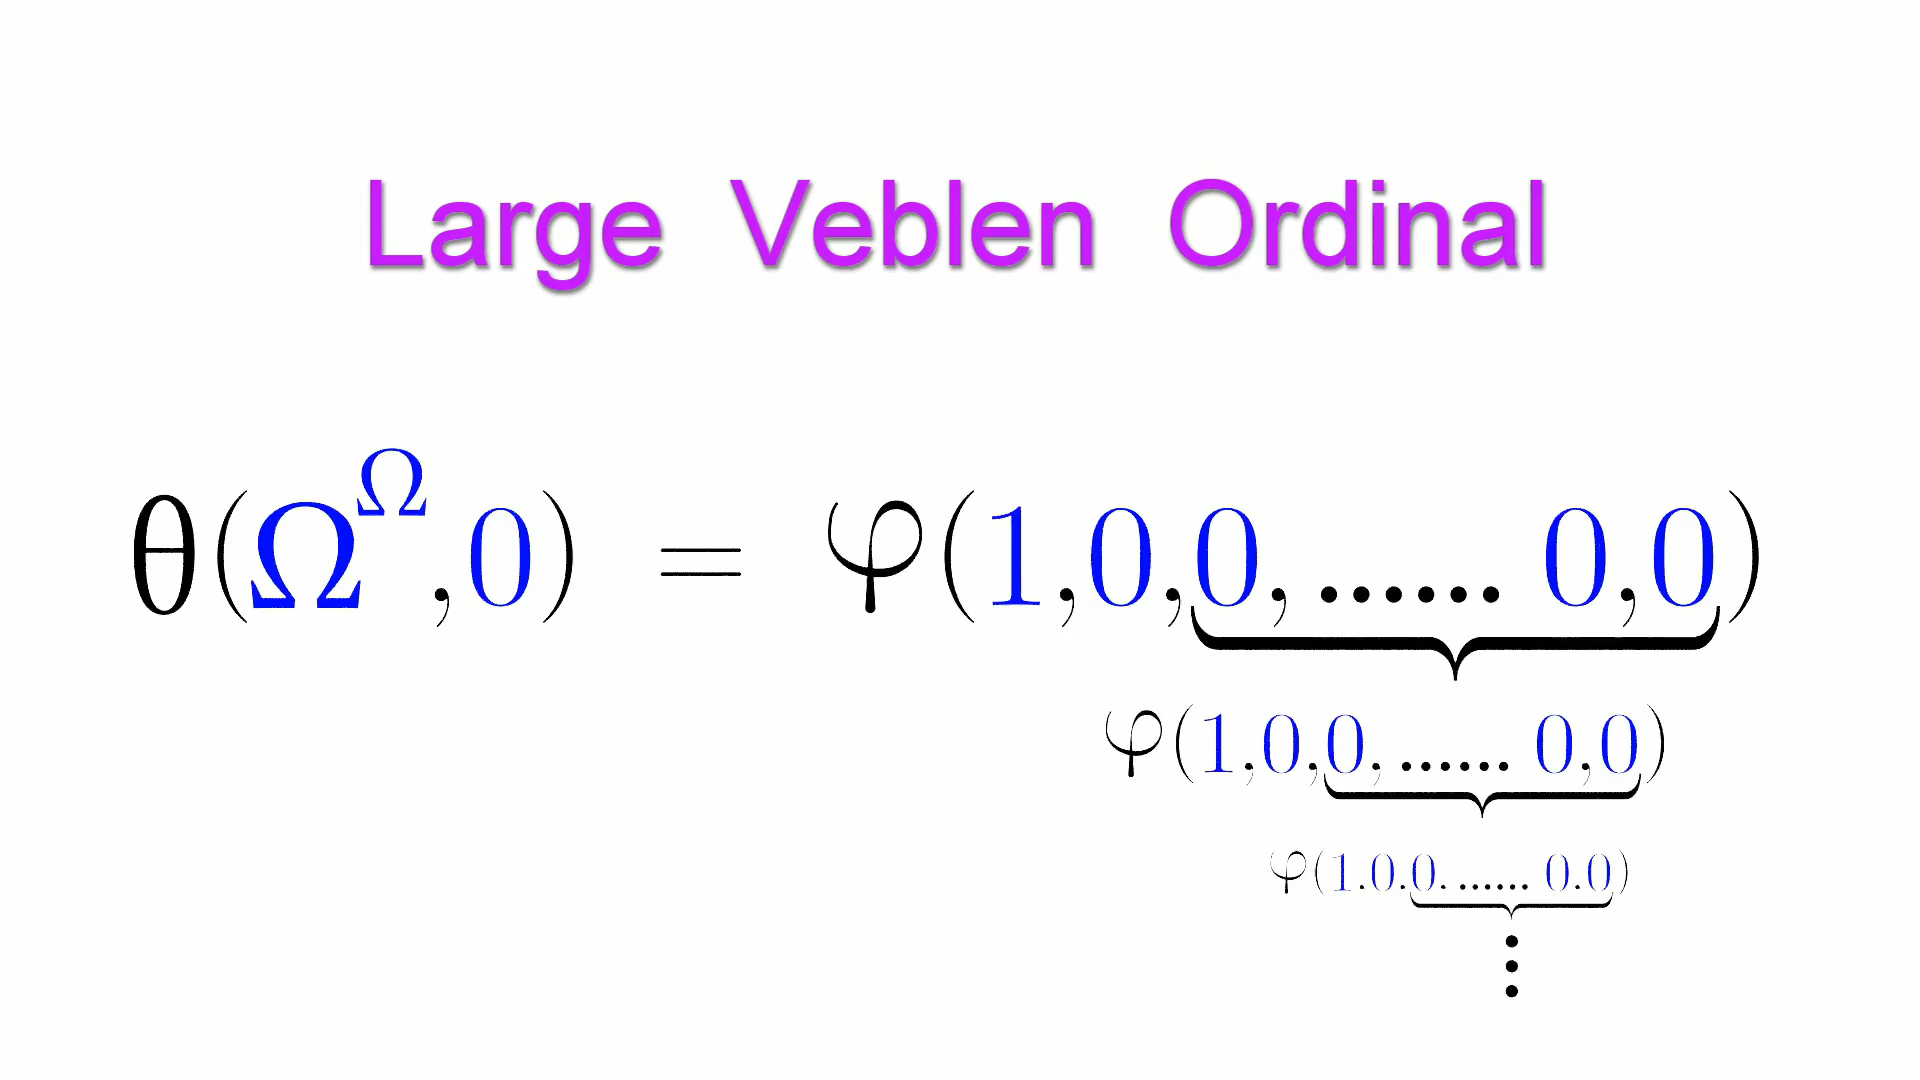 Large Veblen Ordinal
θ(Ω^Ω,0) = φ(1,0,0,...... 0,0)
φ(1,0,0,...... 0,0)
φ(1.0.0....... 0.0)